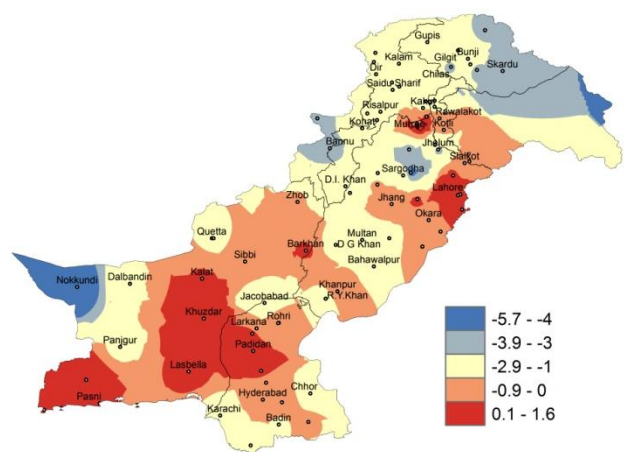 Gupis
Gilgit
Bunji
Kalam
Skardu
Dir
Chilas
Saidu Sharif
Kakul
Risalpur
Rawalakot
Kohat
Kotli
Bannu
Jhalum
Sialkot
Sargodha
D.I. Khan
Lahore
Zhob
Jhang
Okara
Quetta
Multan
Barkhan
D G Khan
Sibbi
Bahawalpur
Nokkundi
Dalbandin
Kalat
Khanpur
R.Y.Khan
Jacobabad
Khuzdar
Rohri
Larkana
Panjgur
Padidan
Lasbella
Pasni
Hyderabad
Chhor
Karachi
Badin
-5.7 - -4
-3.9 - -3
-2.9 - -1
-0.9 - 0
0.1 - 1.6